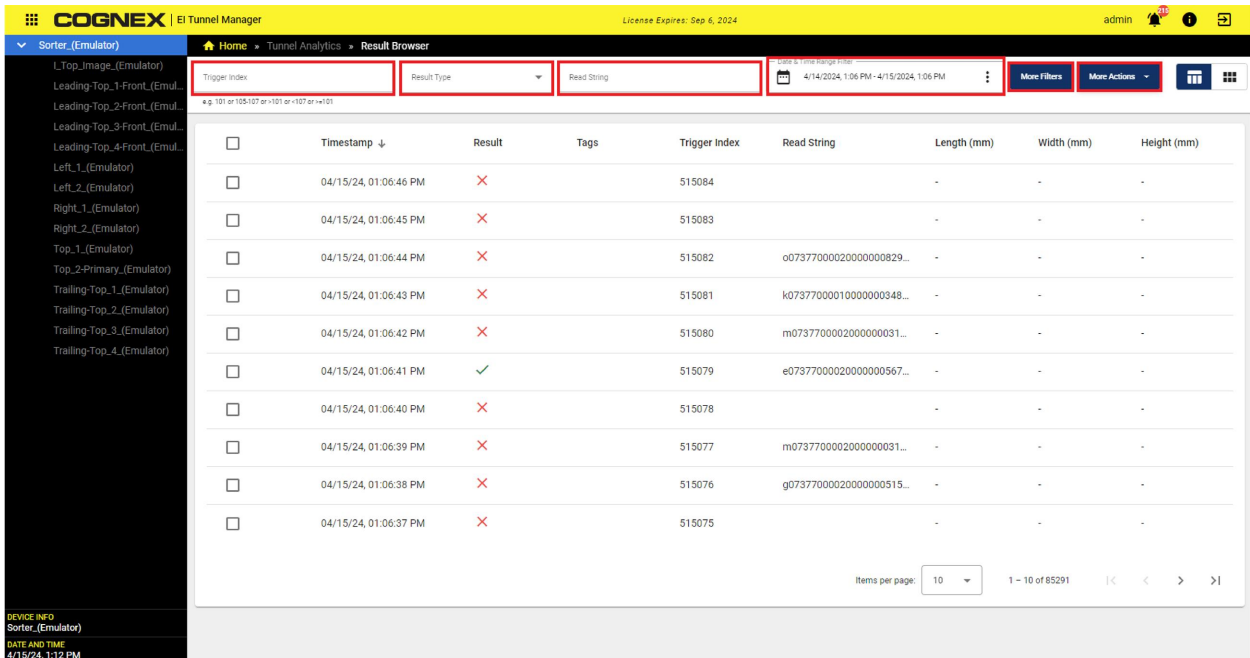 COGNEX | EI Tunnel Manager
License Expires: Sep 6, 2024
admin
215
Sorter_(Emulator)
I_Top_Image_(Emulator)
Leading-Top_1-Front_(Emul...
Leading-Top_2-Front_(Emul...
Leading-Top_3-Front_(Emul...
Leading-Top_4-Front_(Emul...
Left_1_(Emulator)
Left_2_(Emulator)
Right_1_(Emulator)
Right_2_(Emulator)
Top_1_(Emulator)
Top_2-Primary_(Emulator)
Trailing-Top_1_(Emulator)
Trailing-Top_2_(Emulator)
Trailing-Top_3_(Emulator)
Trailing-Top_4_(Emulator)
DEVICE INFO
Sorter_(Emulator)
DATE AND TIME
4/15/24, 1:12 PM
Home » Tunnel Analytics » Result Browser
Trigger Index
e.g. 101 or 105-107 or >101 or <107 or >=101
Result Type
Read String
Date & Time Range Filter
4/14/2024, 1:06 PM - 4/15/2024, 1:06 PM
More Filters
More Actions
Timestamp ↓ Result Tags Trigger Index Read String Length (mm) Width (mm) Height (mm)
04/15/24, 01:06:46 PM 515084 - - -
04/15/24, 01:06:45 PM 515083 - - -
04/15/24, 01:06:44 PM 515082 o07377000020000000829... - - -
04/15/24, 01:06:43 PM 515081 k07377000010000000348... - - -
04/15/24, 01:06:42 PM 515080 m0737700002000000031... - - -
04/15/24, 01:06:41 PM 515079 e07377000020000000567... - - -
04/15/24, 01:06:40 PM 515078 - - -
04/15/24, 01:06:39 PM 515077 m0737700002000000031... - - -
04/15/24, 01:06:38 PM 515076 g07377000020000000515... - - -
04/15/24, 01:06:37 PM 515075 - - -
Items per page: 10 1 – 10 of 85291